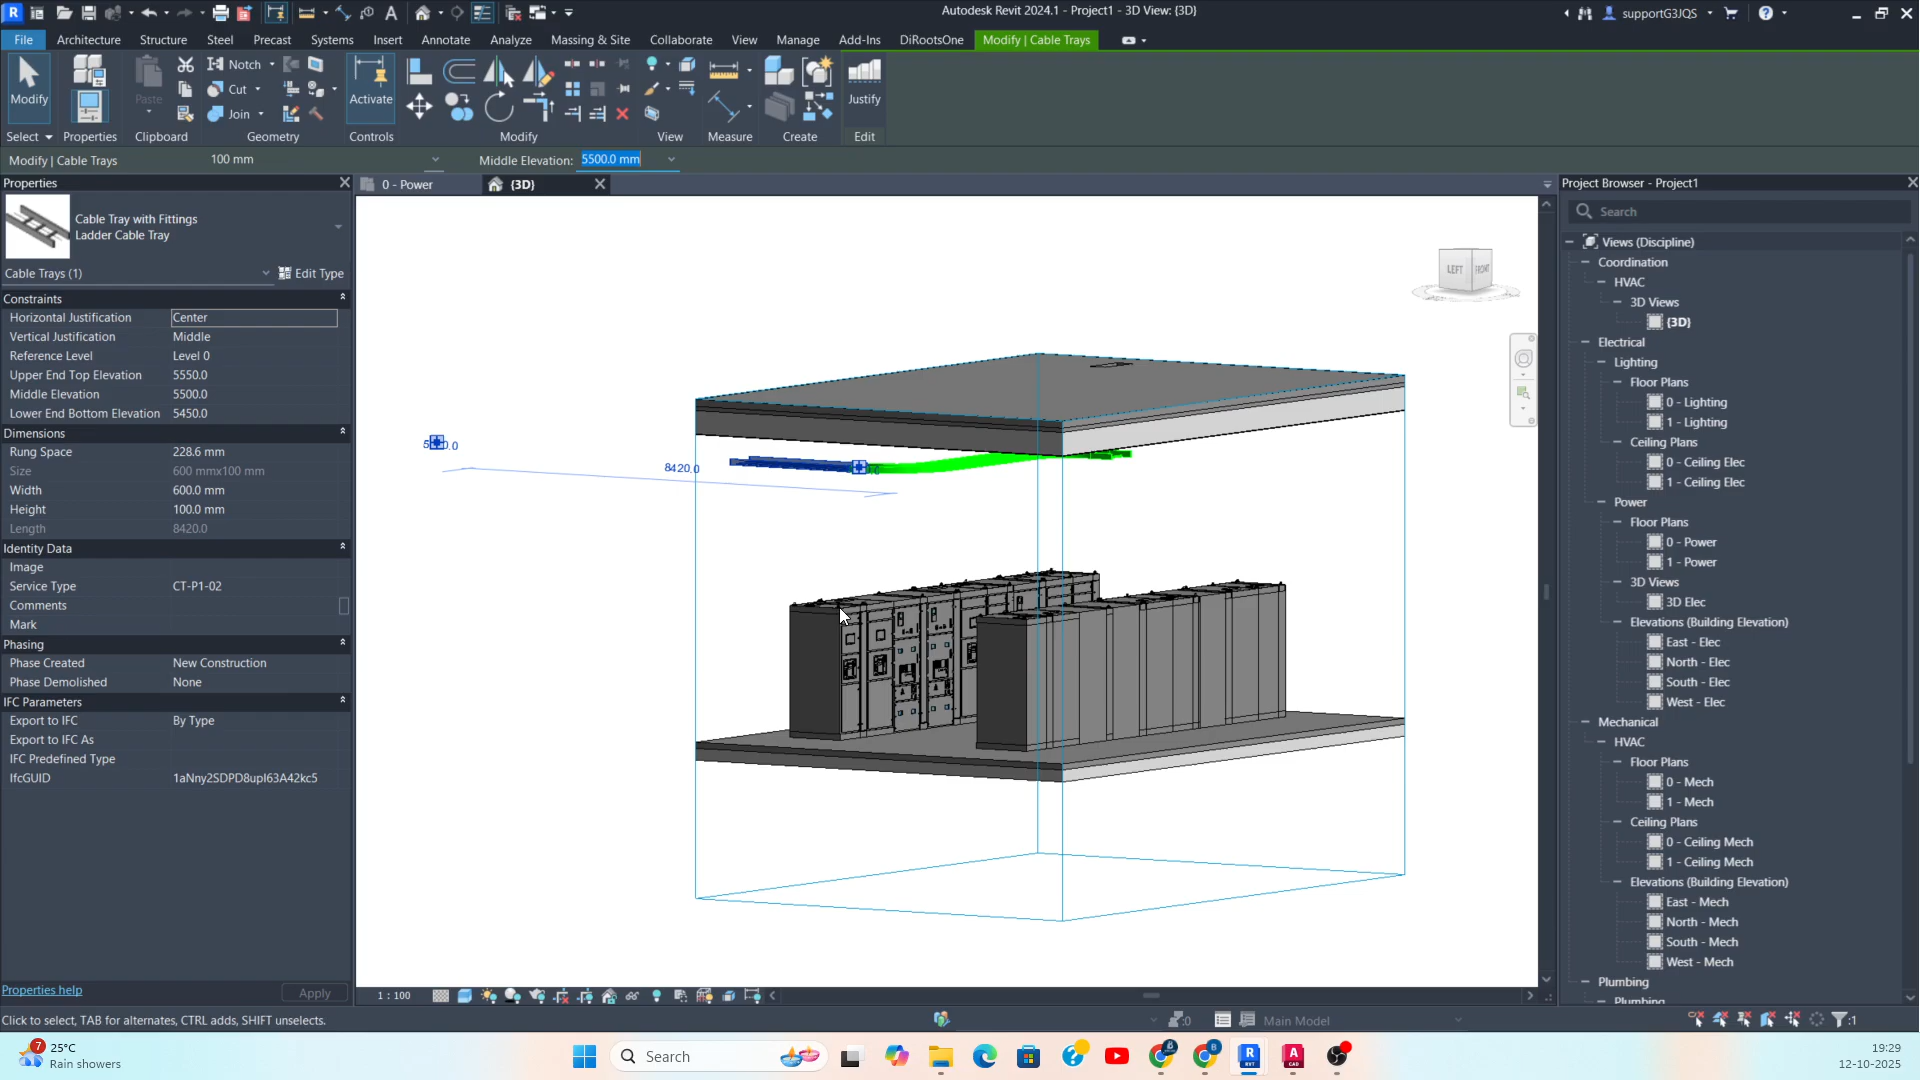 Autodesk Revit 2024.1 - Project1 - 3D View: {3D}
supportG3JQS
File Architecture Structure Steel Precast Systems Insert Annotate Analyze Massing & Site Collaborate View Manage Add-Ins DiRootsOne Modify | Cable Trays
Modify Paste Notch Cut Join Activate Justify
Select Properties Clipboard Geometry Controls Modify View Measure Create Edit
Modify | Cable Trays 100 mm Middle Elevation: 5500.0 mm
Properties
0 - Power
{3D}
Project Browser - Project1
Cable Tray with Fittings
Ladder Cable Tray
Cable Trays (1) Edit Type
Constraints
Horizontal Justification Center
Vertical Justification Middle
Reference Level Level 0
Upper End Top Elevation 5550.0
Middle Elevation 5500.0
Lower End Bottom Elevation 5450.0
Dimensions
Rung Space 228.6 mm
Size 600 mmx100 mm
Width 600.0 mm
Height 100.0 mm
Length 8420.0
Identity Data
Image
Service Type CT-P1-02
Comments
Mark
Phasing
Phase Created New Construction
Phase Demolished None
IFC Parameters
Export to IFC By Type
Export to IFC As
IFC Predefined Type
IfcGUID 1aNny2SDPD8upI63A42kc5
Properties help Apply
8420.0
LEFT FRONT
Search
Views (Discipline)
Coordination
HVAC
3D Views
{3D}
Electrical
Lighting
Floor Plans
0 - Lighting
1 - Lighting
Ceiling Plans
0 - Ceiling Elec
1 - Ceiling Elec
Power
Floor Plans
0 - Power
1 - Power
3D Views
3D Elec
Elevations (Building Elevation)
East - Elec
North - Elec
South - Elec
West - Elec
Mechanical
HVAC
Floor Plans
0 - Mech
1 - Mech
Ceiling Plans
0 - Ceiling Mech
1 - Ceiling Mech
Elevations (Building Elevation)
East - Mech
North - Mech
South - Mech
West - Mech
Plumbing
Plumbing
1 : 100
Click to select, TAB for alternates, CTRL adds, SHIFT unselects.
:0
Main Model
:1
7
25°C
Rain showers
Search
19:29
12-10-2025